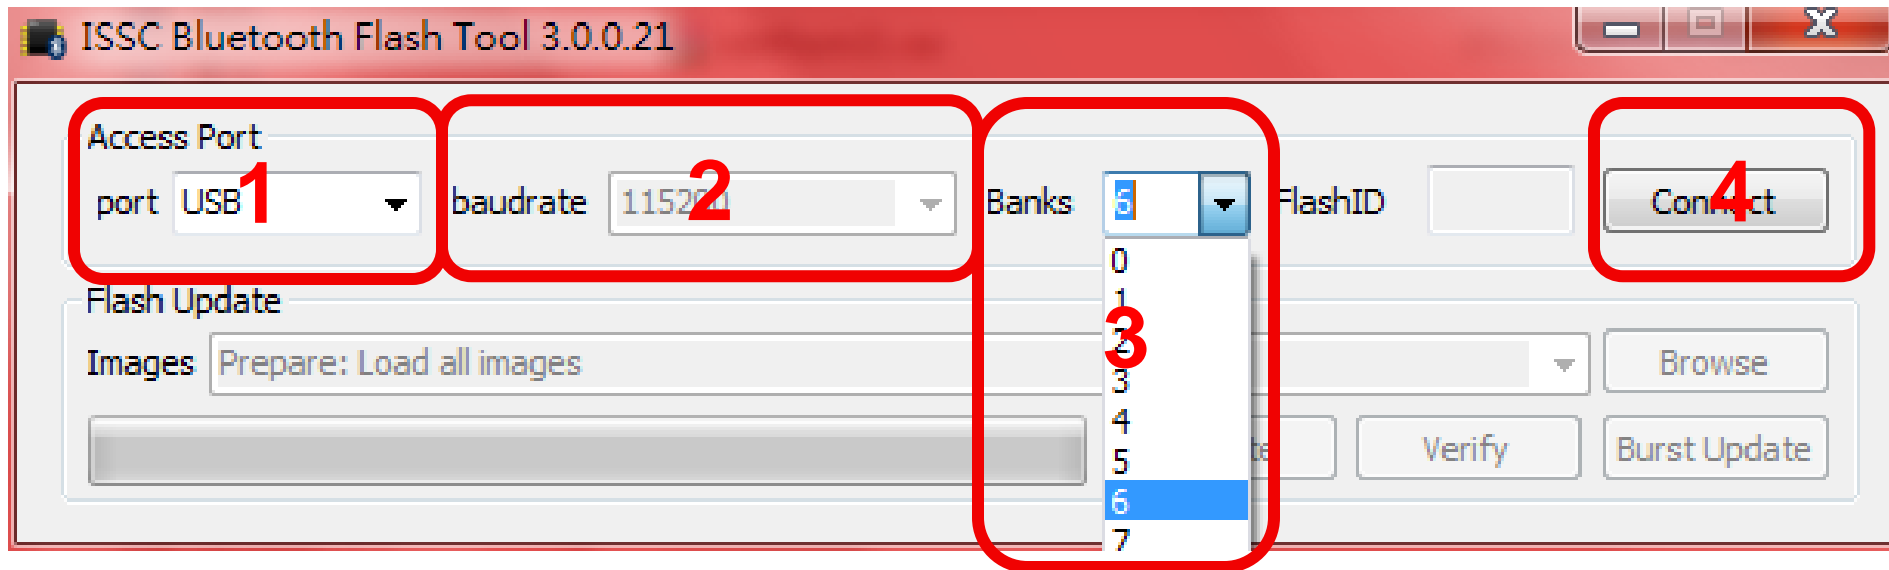 ISSC Bluetooth Flash Tool 3.0.0.21
Access Port
port USB 1 baudrate 2 Banks 6 FlashID Connect 4
0
1
2
3
3
4
5
6
7
Flash Update
Images Prepare: Load all images Browse
Verify Burst Update